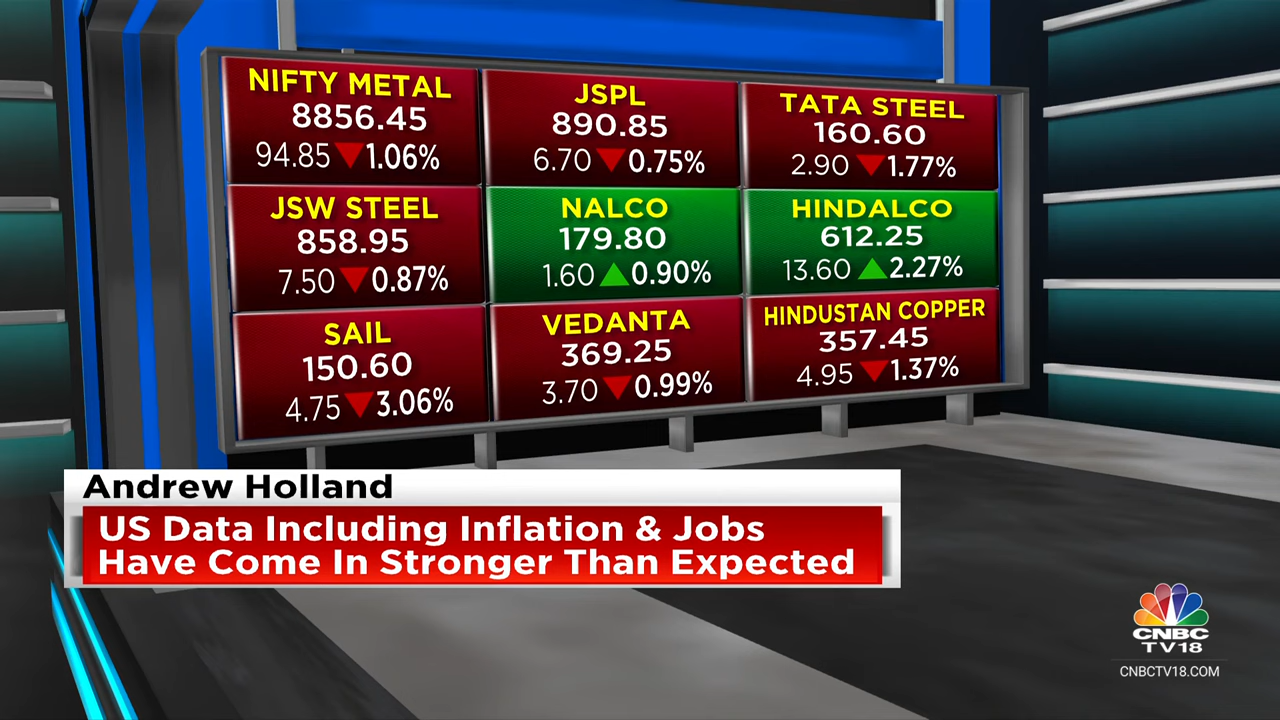 NIFTY METAL
8856.45
94.85 ▼ 1.06%
JSPL
890.85
6.70 ▼ 0.75%
TATA STEEL
160.60
2.90 ▼ 1.77%
JSW STEEL
858.95
7.50 ▼ 0.87%
NALCO
179.80
1.60 ▲ 0.90%
HINDALCO
612.25
13.60 ▲ 2.27%
SAIL
150.60
4.75 ▼ 3.06%
VEDANTA
369.25
3.70 ▼ 0.99%
HINDUSTAN COPPER
357.45
4.95 ▼ 1.37%
Andrew Holland
US Data Including Inflation & Jobs
Have Come In Stronger Than Expected
CNBC
TV18
CNBCTV18.COM